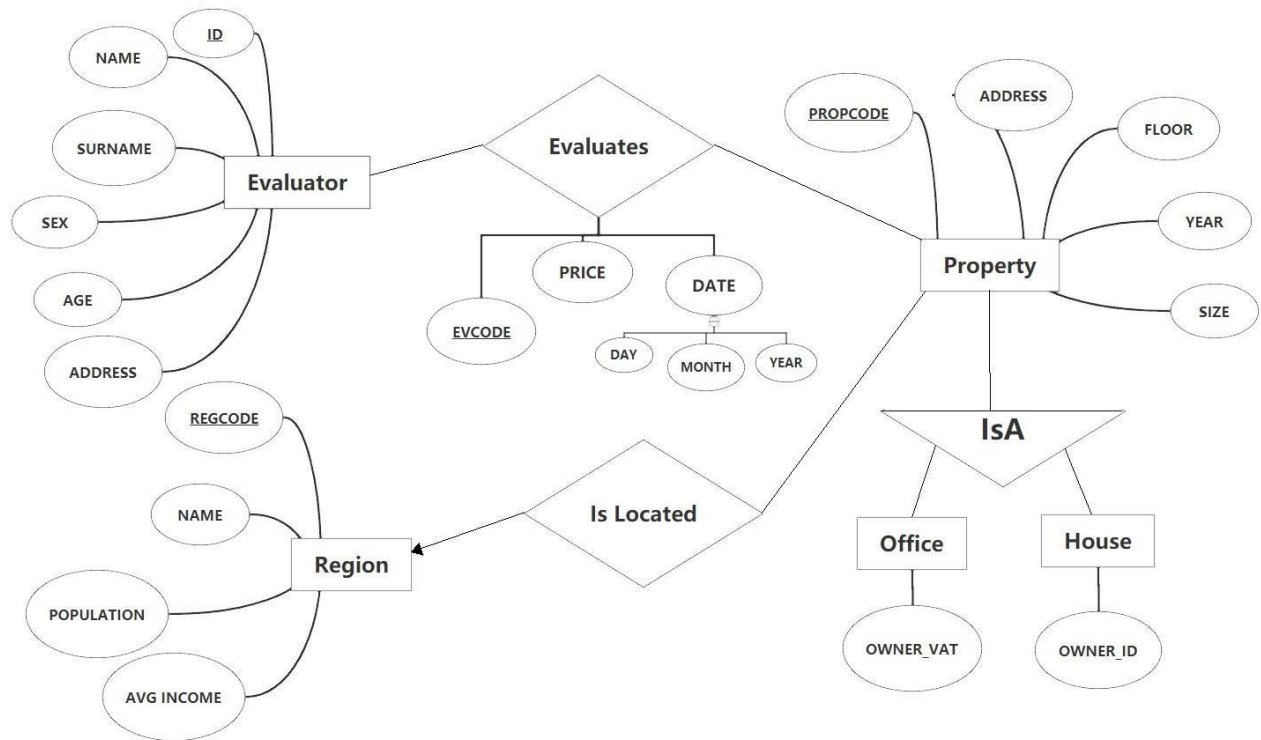 ID
NAME
SURNAME
SEX
AGE
ADDRESS
Evaluator
Evaluates
EVCODE
PRICE
DATE
DAY
MONTH
YEAR
PROPCODE
ADDRESS
FLOOR
YEAR
SIZE
Property
IsA
Office
House
OWNER_VAT
OWNER_ID
Is Located
REGCODE
NAME
POPULATION
AVG INCOME
Region